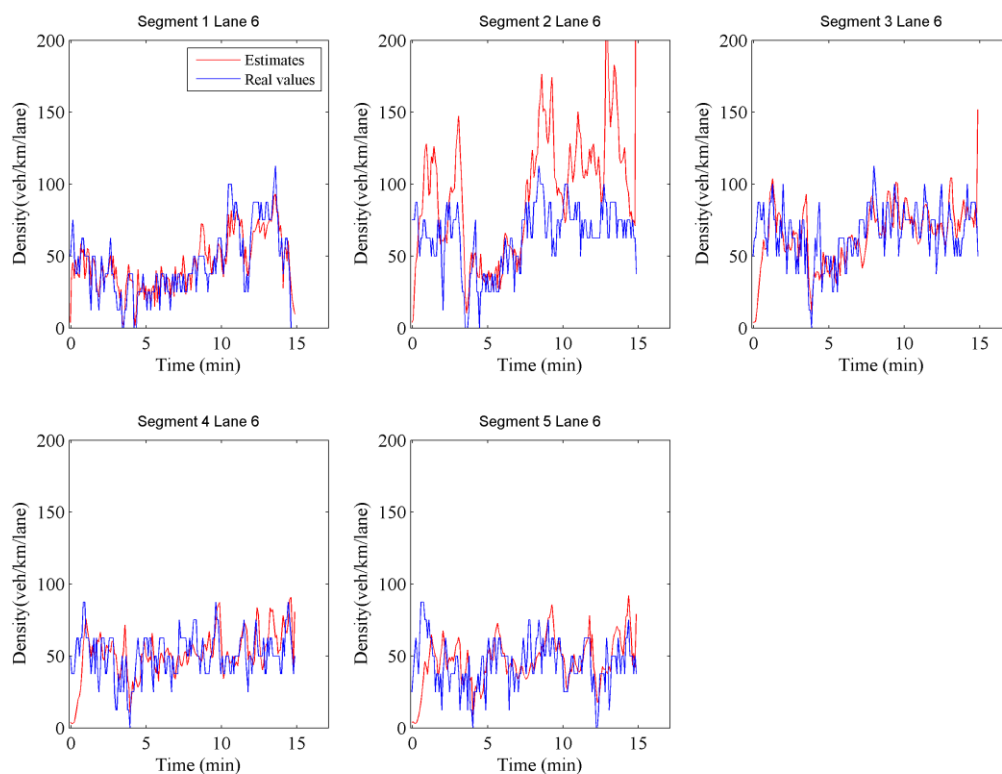 Segment 1 Lane 6
Segment 2 Lane 6
Segment 3 Lane 6
200
150
100
50
0
Density(veh/km/lane)
Estimates
Real values
0 5 10 15
Time (min)
200
150
100
50
0
Density(veh/km/lane)
0 5 10 15
Time (min)
200
150
100
50
0
Density(veh/km/lane)
0 5 10 15
Time (min)
Segment 4 Lane 6
Segment 5 Lane 6
200
150
100
50
0
Density(veh/km/lane)
0 5 10 15
Time (min)
200
150
100
50
0
Density(veh/km/lane)
0 5 10 15
Time (min)